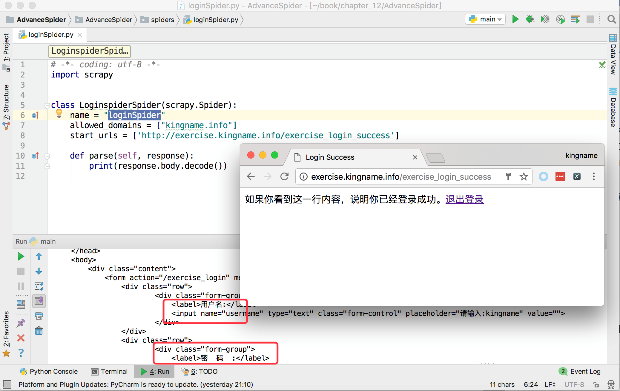 loginSpider.py - AdvanceSpider - [~/book/chapter_12/AdvanceSpider]
AdvanceSpider
AdvanceSpider
spiders
loginSpider.py
main
loginSpider.py
LoginspiderSpid...
1: Project
7: Structure
2: Favorites
Data View
Database
1 # -*- coding: utf-8 -*-
2 import scrapy
3
4
5 class LoginspiderSpider(scrapy.Spider):
6 name = "loginSpider"
7 allowed_domains = ["kingname.info"]
8 start_urls = ['http://exercise.kingname.info/exercise_login_success']
9
10 def parse(self, response):
11 print(response.body.decode())
12
Login Success
kingname
exercise.kingname.info/exercise_login_success
如果你看到这一行内容，说明你已经登录成功。退出登录
Run main
</head>
<body>
<div class="content">
<form action="/exercise_login" m
<div class="row">
<div class="form-grou
<label>用户名:</l
<input name="username" type="text" class="form-control" placeholder="请输入:kingname" value="">
</div>
</div>
<div class="row">
<div class="form-group">
<label>密 码 :</label>
Python Console
Terminal
4: Run
6: TODO
2 Event Log
Platform and Plugin Updates: PyCharm is ready to update. (yesterday 21:10)
11 chars 6:24 LF÷ UTF-8